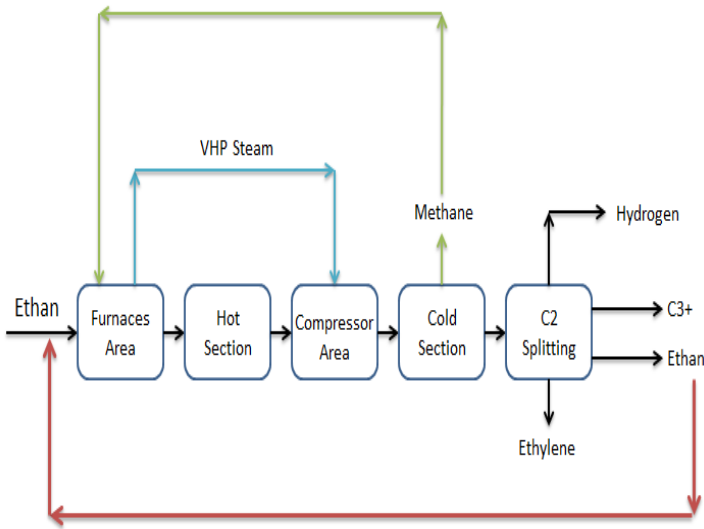 VHP Steam
Methane
Hydrogen
Ethan
Furnaces
Area
Hot
Section
Compressor
Area
Cold
Section
C2
Splitting
C3+
Ethan
Ethylene